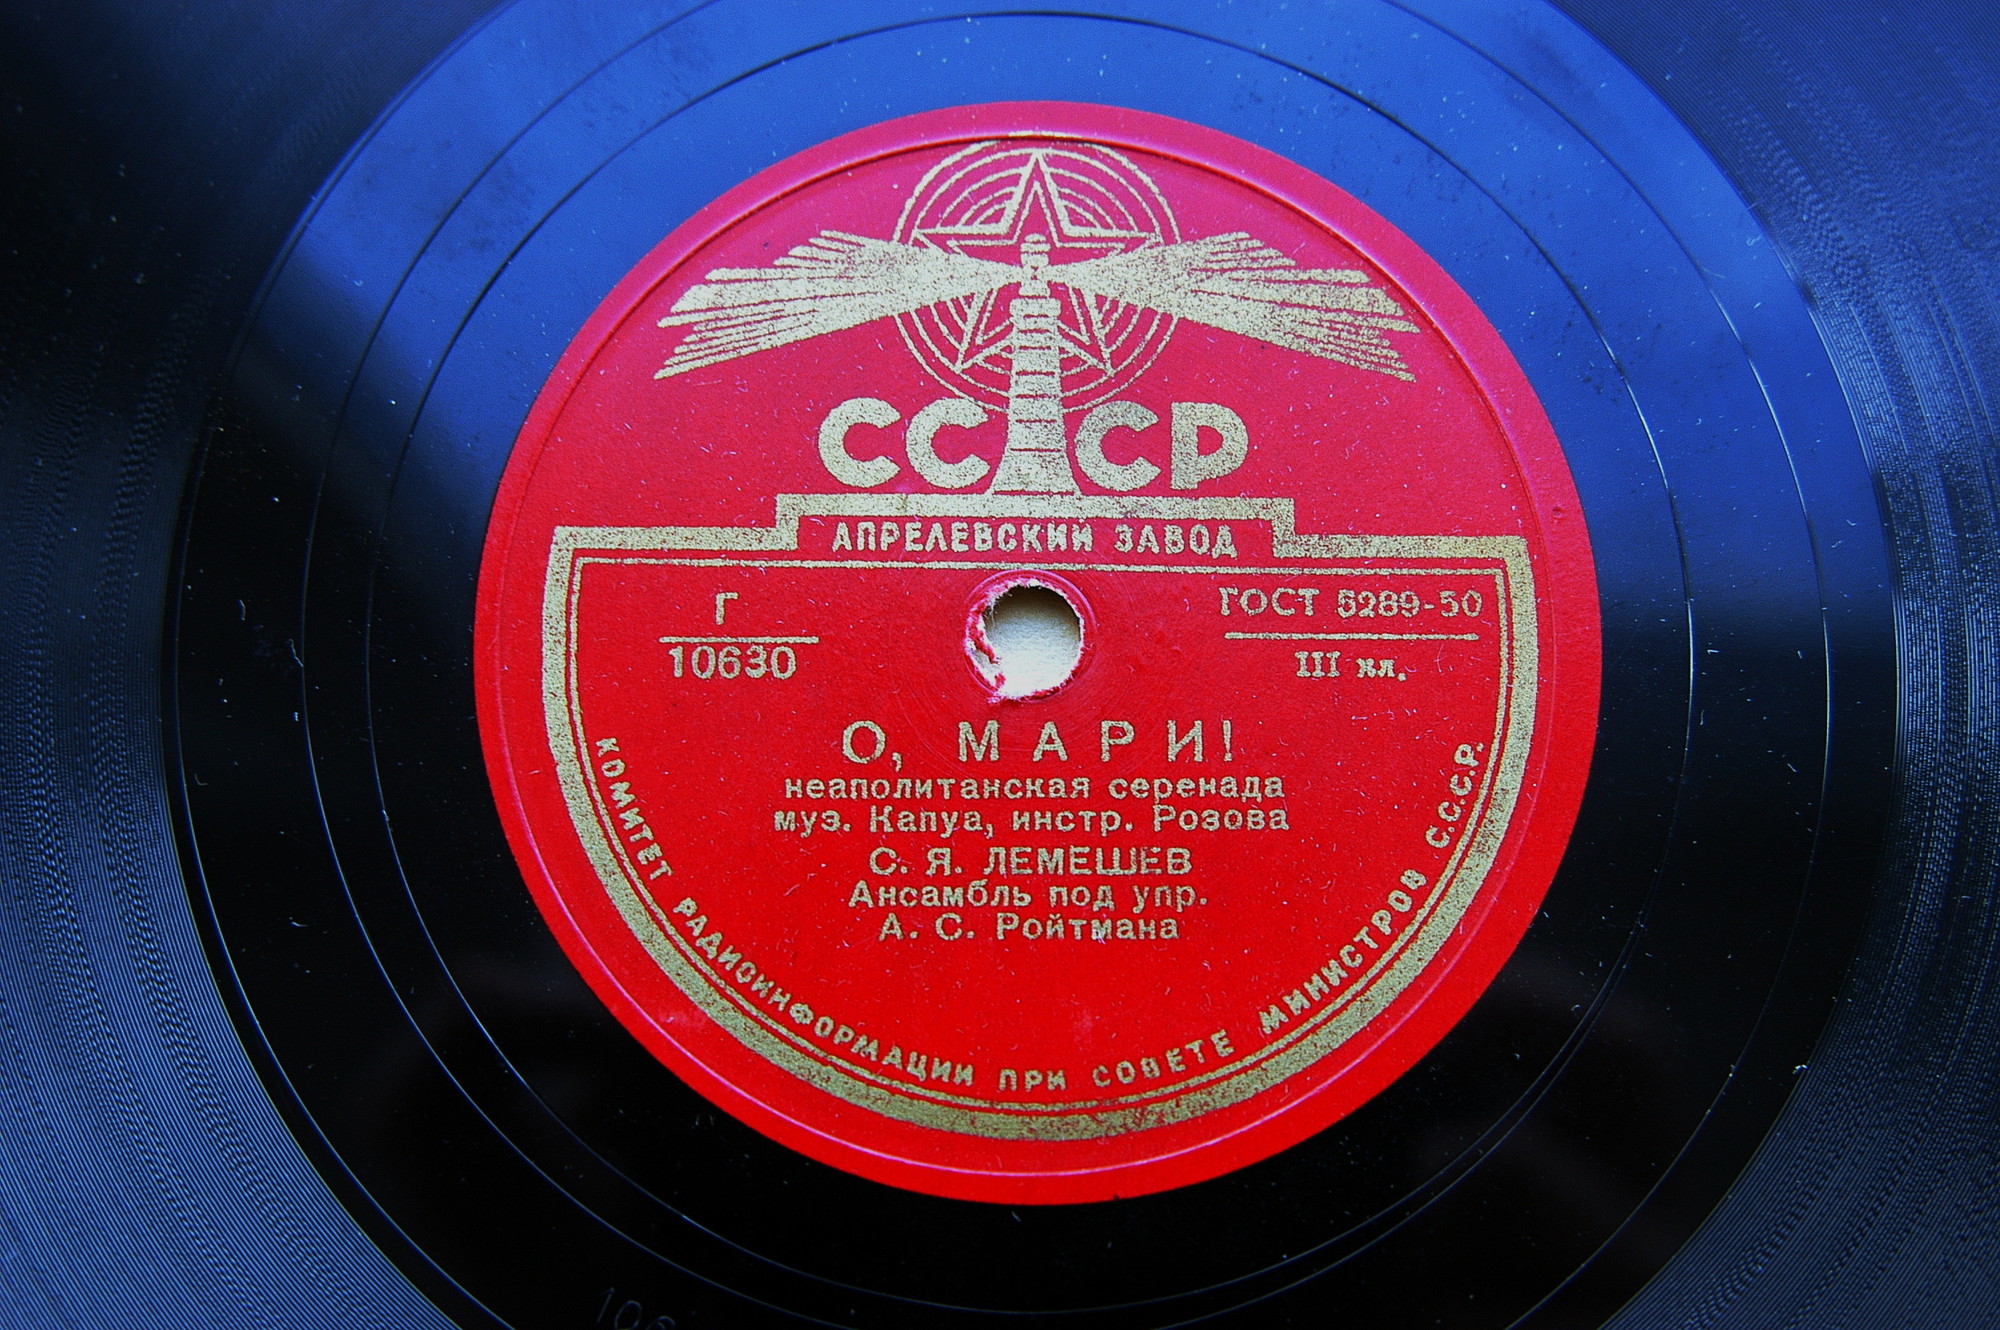 СССР
АПРЕЛЕВСКИЙ ЗАВОД
Г
10630
ГОСТ 5289-50
III кл.
О, МАРИ!
неаполитанская серенада
муз. Капуа, инстр. Розова
С. Я. ЛЕМЕШЕВ
Ансамбль под упр.
А. С. Ройтмана
КОМИТЕТ РАДИОИНФОРМАЦИИ ПРИ СОВЕТЕ МИНИСТРОВ С.С.С.Р.